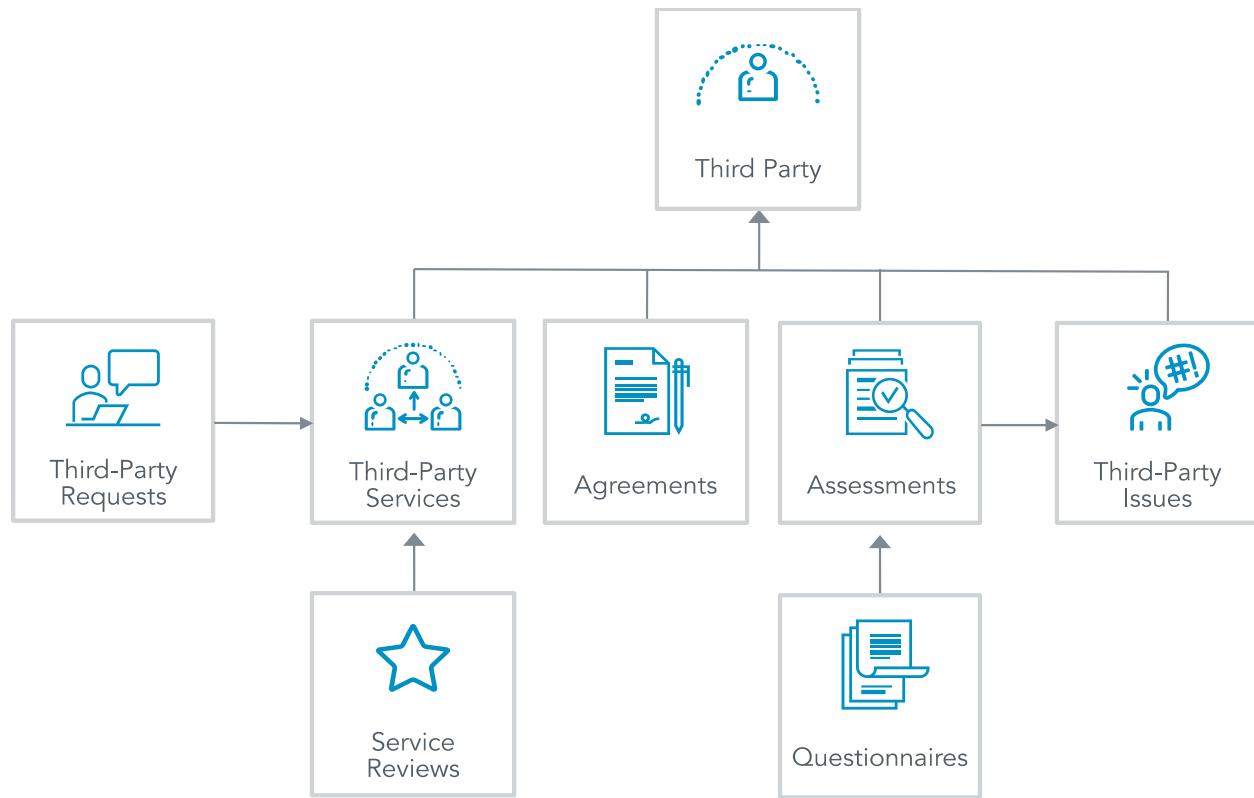 Third Party
Third-Party
Requests
Third-Party
Services
Agreements
Assessments
#!
Third-Party
Issues
Service
Reviews
Questionnaires